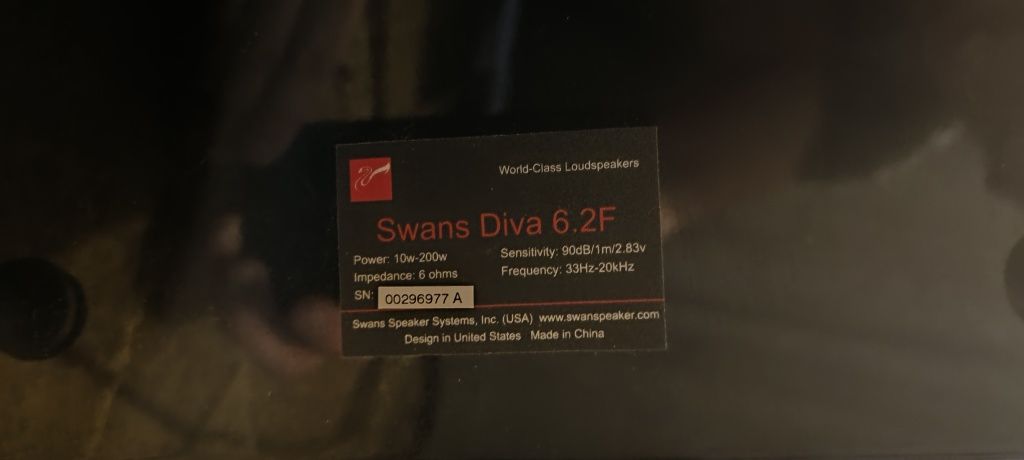 World-Class Loudspeakers
Swans Diva 6.2F
Power: 10w-200w Sensitivity: 90dB/1m/2.83v
Impedance: 6 ohms Frequency: 33Hz-20kHz
SN: 00296977 A
Swans Speaker Systems, Inc. (USA) www.swanspeaker.com
Design in United States Made in China